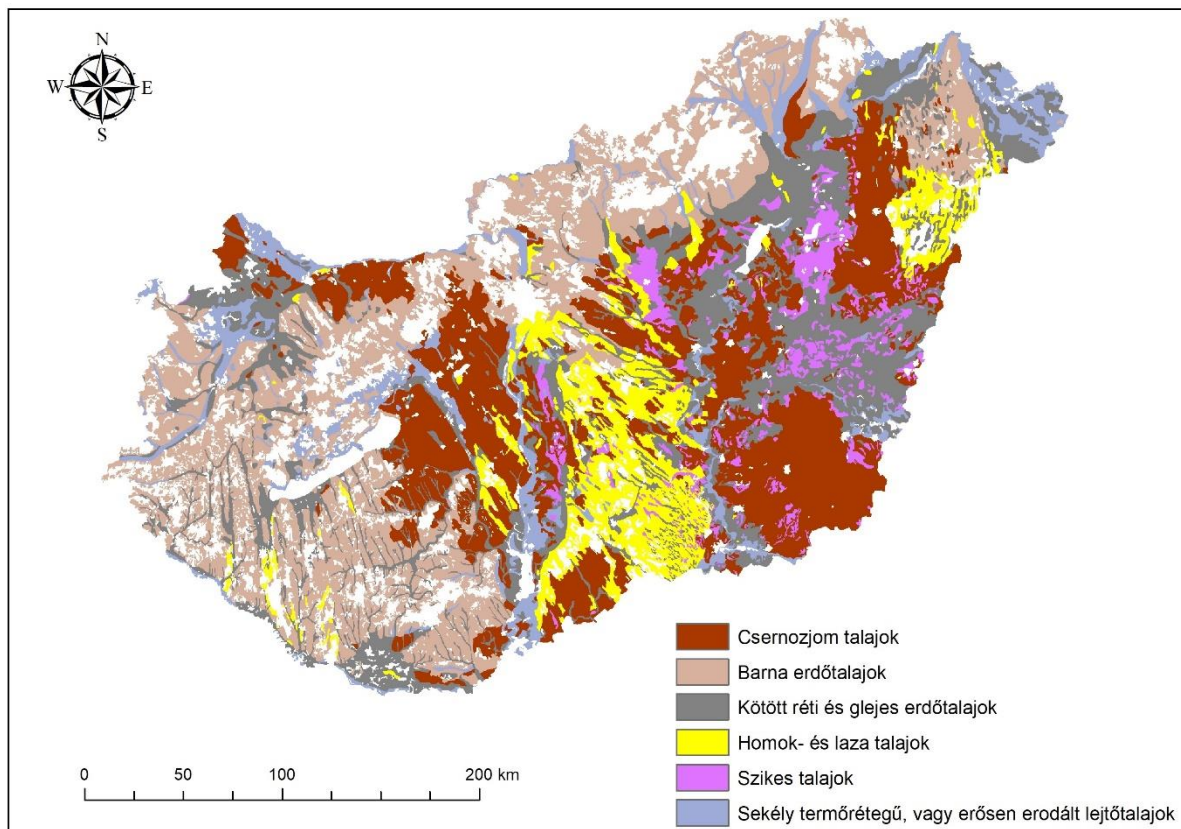 N
W E
S
Csernozjom talajok
Barna erdőtalajok
Kötött réti és glejes erdőtalajok
Homok- és laza talajok
Szikes talajok
Sekély termőrétegű, vagy erősen erodált lejtőtalajok
0 50 100 200 km